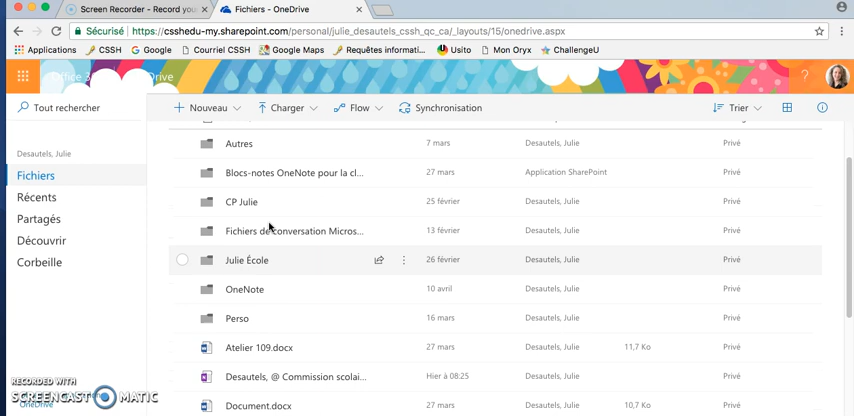 Screen Recorder - Record your
Fichiers - OneDrive
Sécurisé
https://csshedu-my.sharepoint.com/personal/julie_desautels_cssh_qc_ca/_layouts/15/onedrive.aspx
Applications CSSH Google Courriel CSSH Google Maps Requêtes informati... Usito Mon Oryx ChallengeU
Office 3 Drive ?
Tout rechercher Nouveau Charger Flow Synchronisation Trier
Desautels, Julie
Fichiers
Récents
Partagés
Découvrir
Corbeille
OneDrive
Autres 7 mars Desautels, Julie Privé
Blocs-notes OneNote pour la cl... 27 mars Application SharePoint Privé
CP Julie 25 février Desautels, Julie Privé
Fichiers de conversation Micros... 13 février Desautels, Julie Privé
Julie École 26 février Desautels, Julie Privé
OneNote 10 avril Desautels, Julie Privé
Perso 16 mars Desautels, Julie Privé
Atelier 109.docx 27 mars Desautels, Julie 11,7 Ko Privé
Desautels, @ Commission scolai... Hier à 08:25 Desautels, Julie Privé
Document.docx 27 mars Desautels, Julie 10,7 Ko Privé
RECORDED WITH
SCREENCAST MATIC